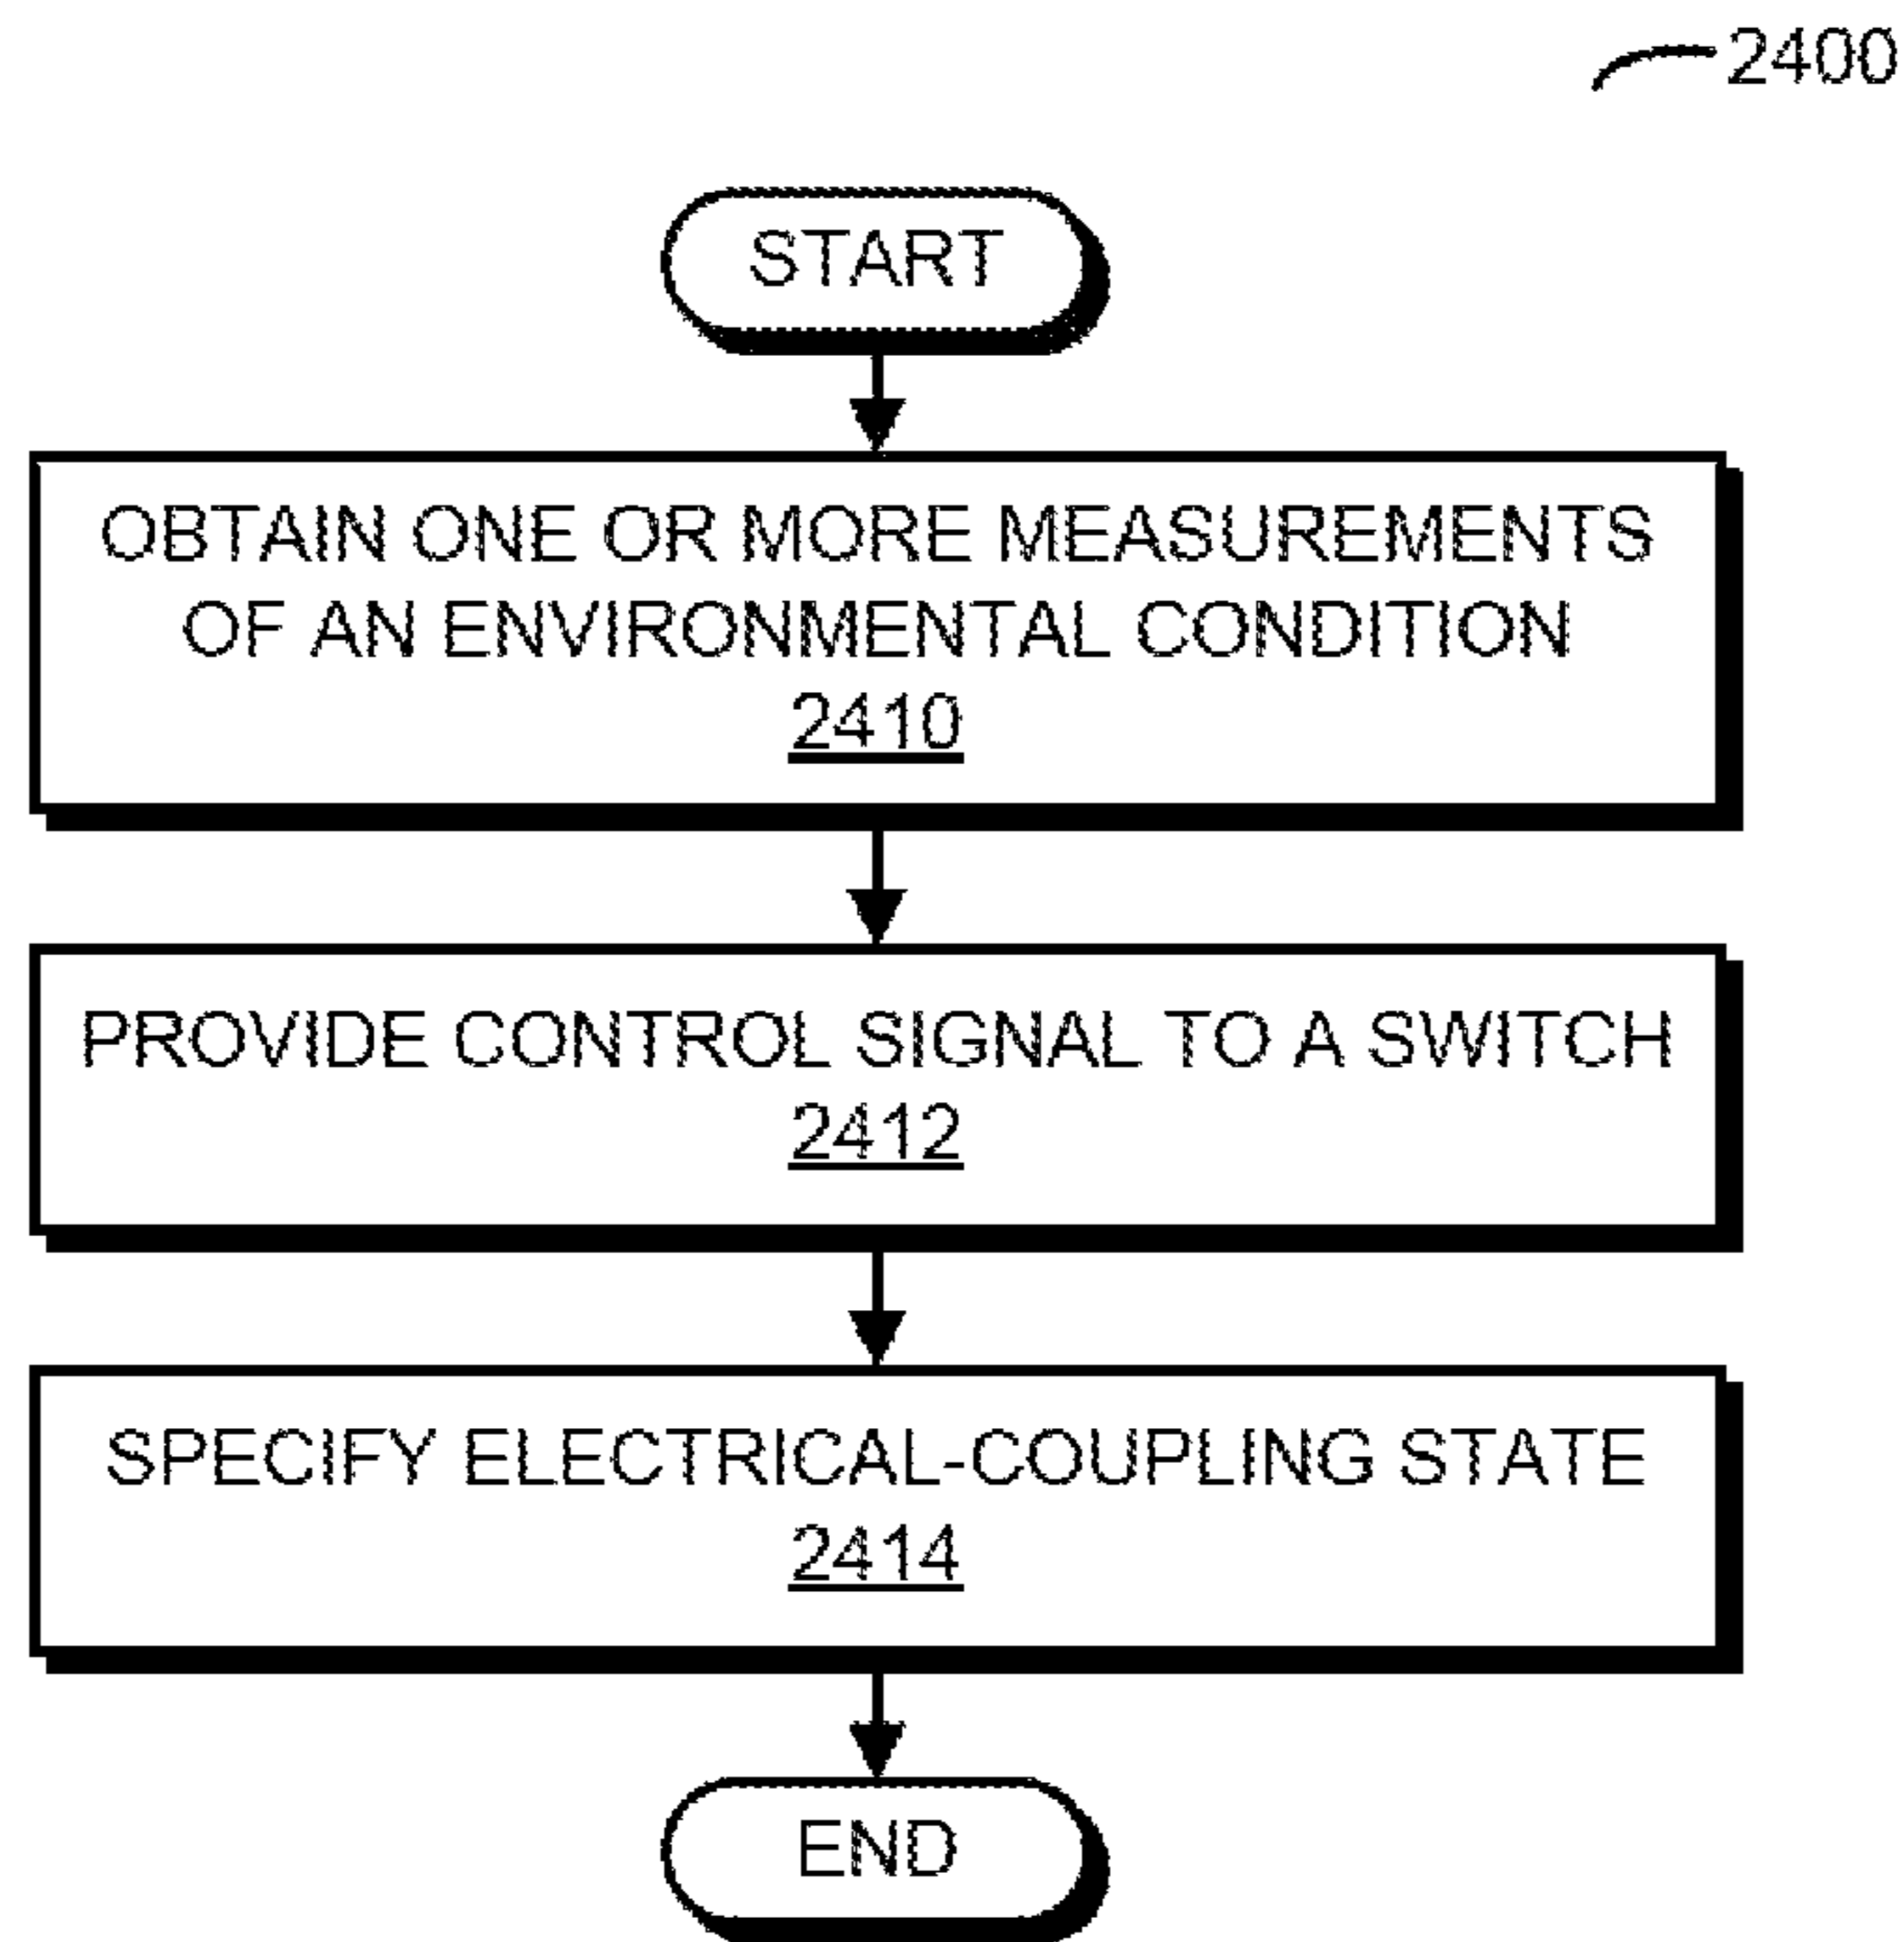 2400
START
OBTAIN ONE OR MORE MEASUREMENTS
OF AN ENVIRONMENTAL CONDITION
2410
PROVIDE CONTROL SIGNAL TO A SWITCH
2412
SPECIFY ELECTRICAL-COUPLING STATE
2414
END